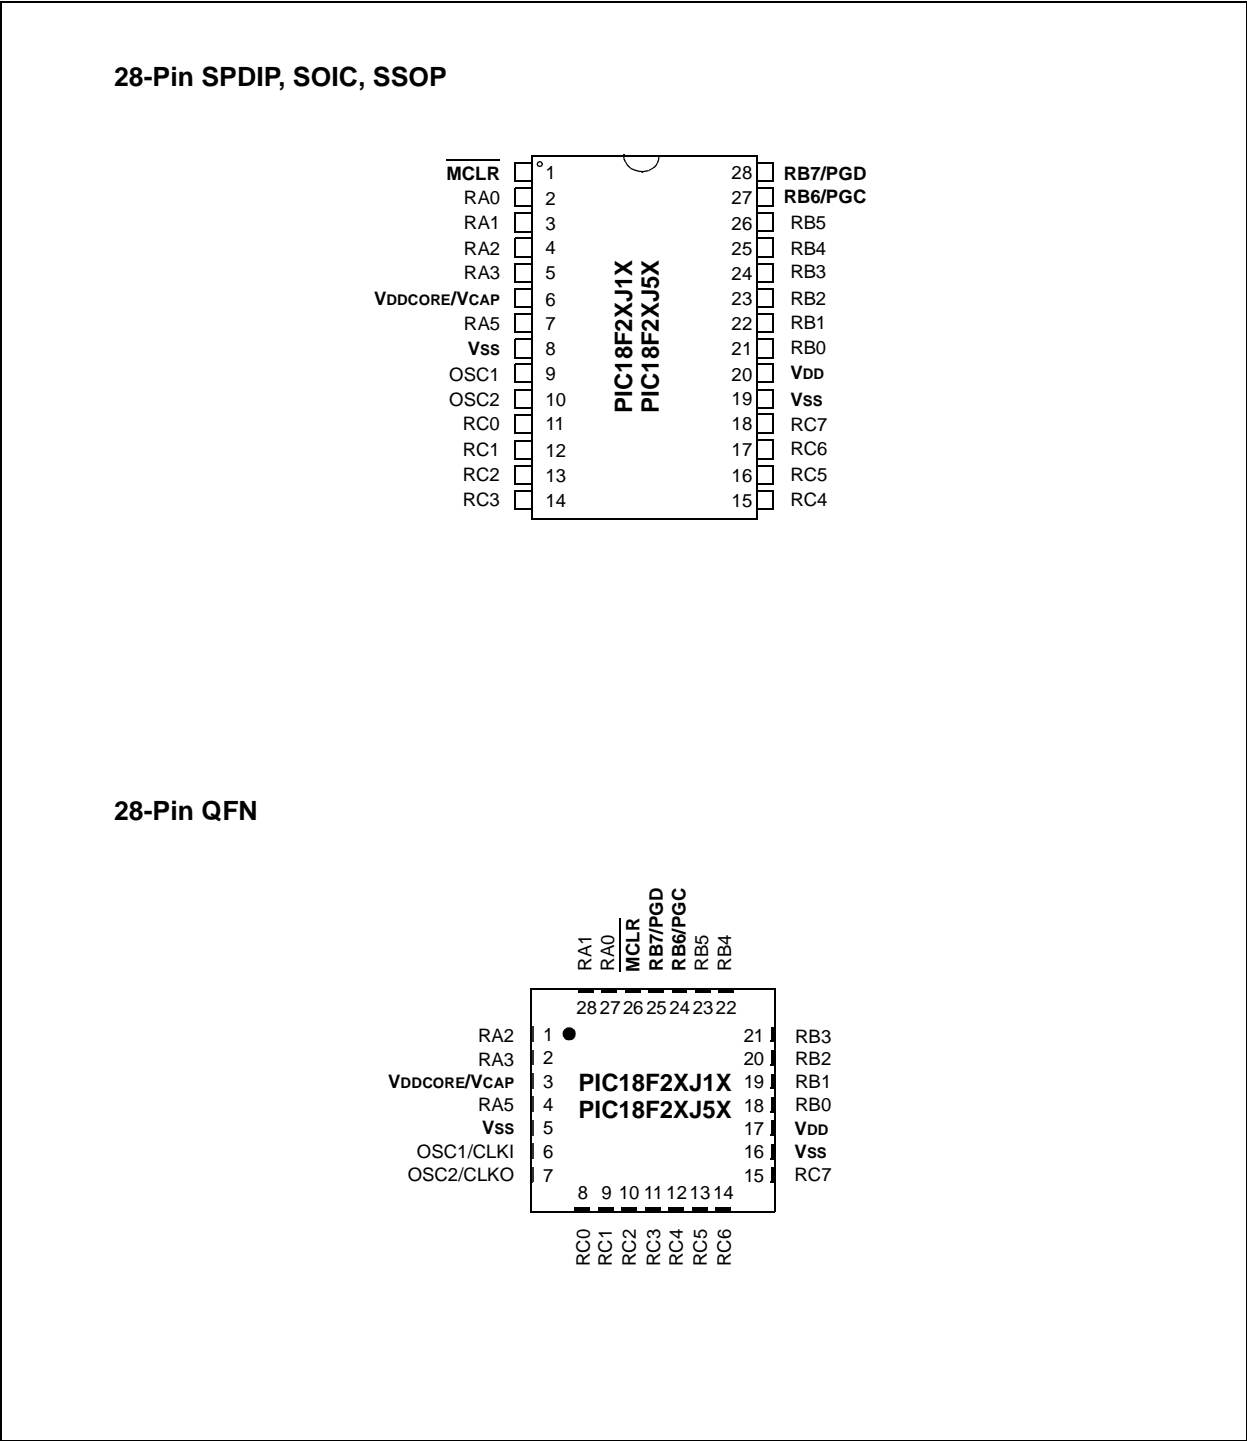 28-Pin SPDIP, SOIC, SSOP
MCLR 1 28 RB7/PGD
RA0 2 27 RB6/PGC
RA1 3 26 RB5
RA2 4 25 RB4
RA3 5 24 RB3
VDDCORE/VCAP 6 23 RB2
RA5 7 22 RB1
VSS 8 21 RB0
OSC1 9 20 VDD
OSC2 10 19 VSS
RC0 11 18 RC7
RC1 12 17 RC6
RC2 13 16 RC5
RC3 14 15 RC4
PIC18F2XJ1X
PIC18F2XJ5X
28-Pin QFN
RA1 RA0 MCLR RB7/PGD RB6/PGC RB5 RB4
28 27 26 25 24 23 22
RA2 1 21 RB3
RA3 2 20 RB2
VDDCORE/VCAP 3 PIC18F2XJ1X 19 RB1
RA5 4 PIC18F2XJ5X 18 RB0
VSS 5 17 VDD
OSC1/CLKI 6 16 VSS
OSC2/CLKO 7 15 RC7
8 9 10 11 12 13 14
RC0 RC1 RC2 RC3 RC4 RC5 RC6